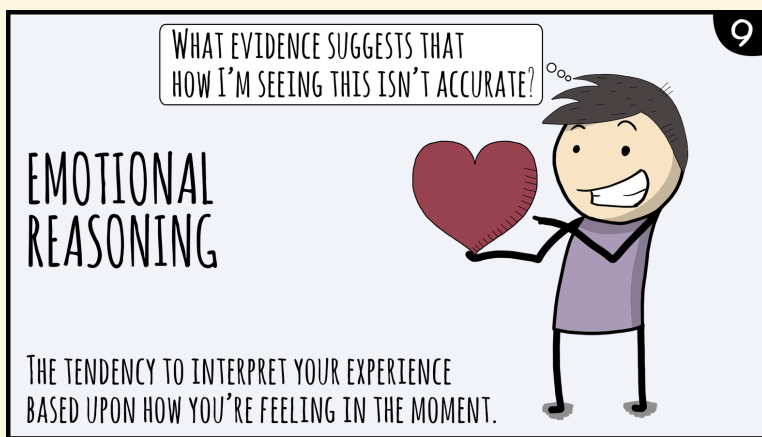 9
WHAT EVIDENCE SUGGESTS THAT
HOW I'M SEEING THIS ISN'T ACCURATE?
EMOTIONAL
REASONING
THE TENDENCY TO INTERPRET YOUR EXPERIENCE
BASED UPON HOW YOU'RE FEELING IN THE MOMENT.